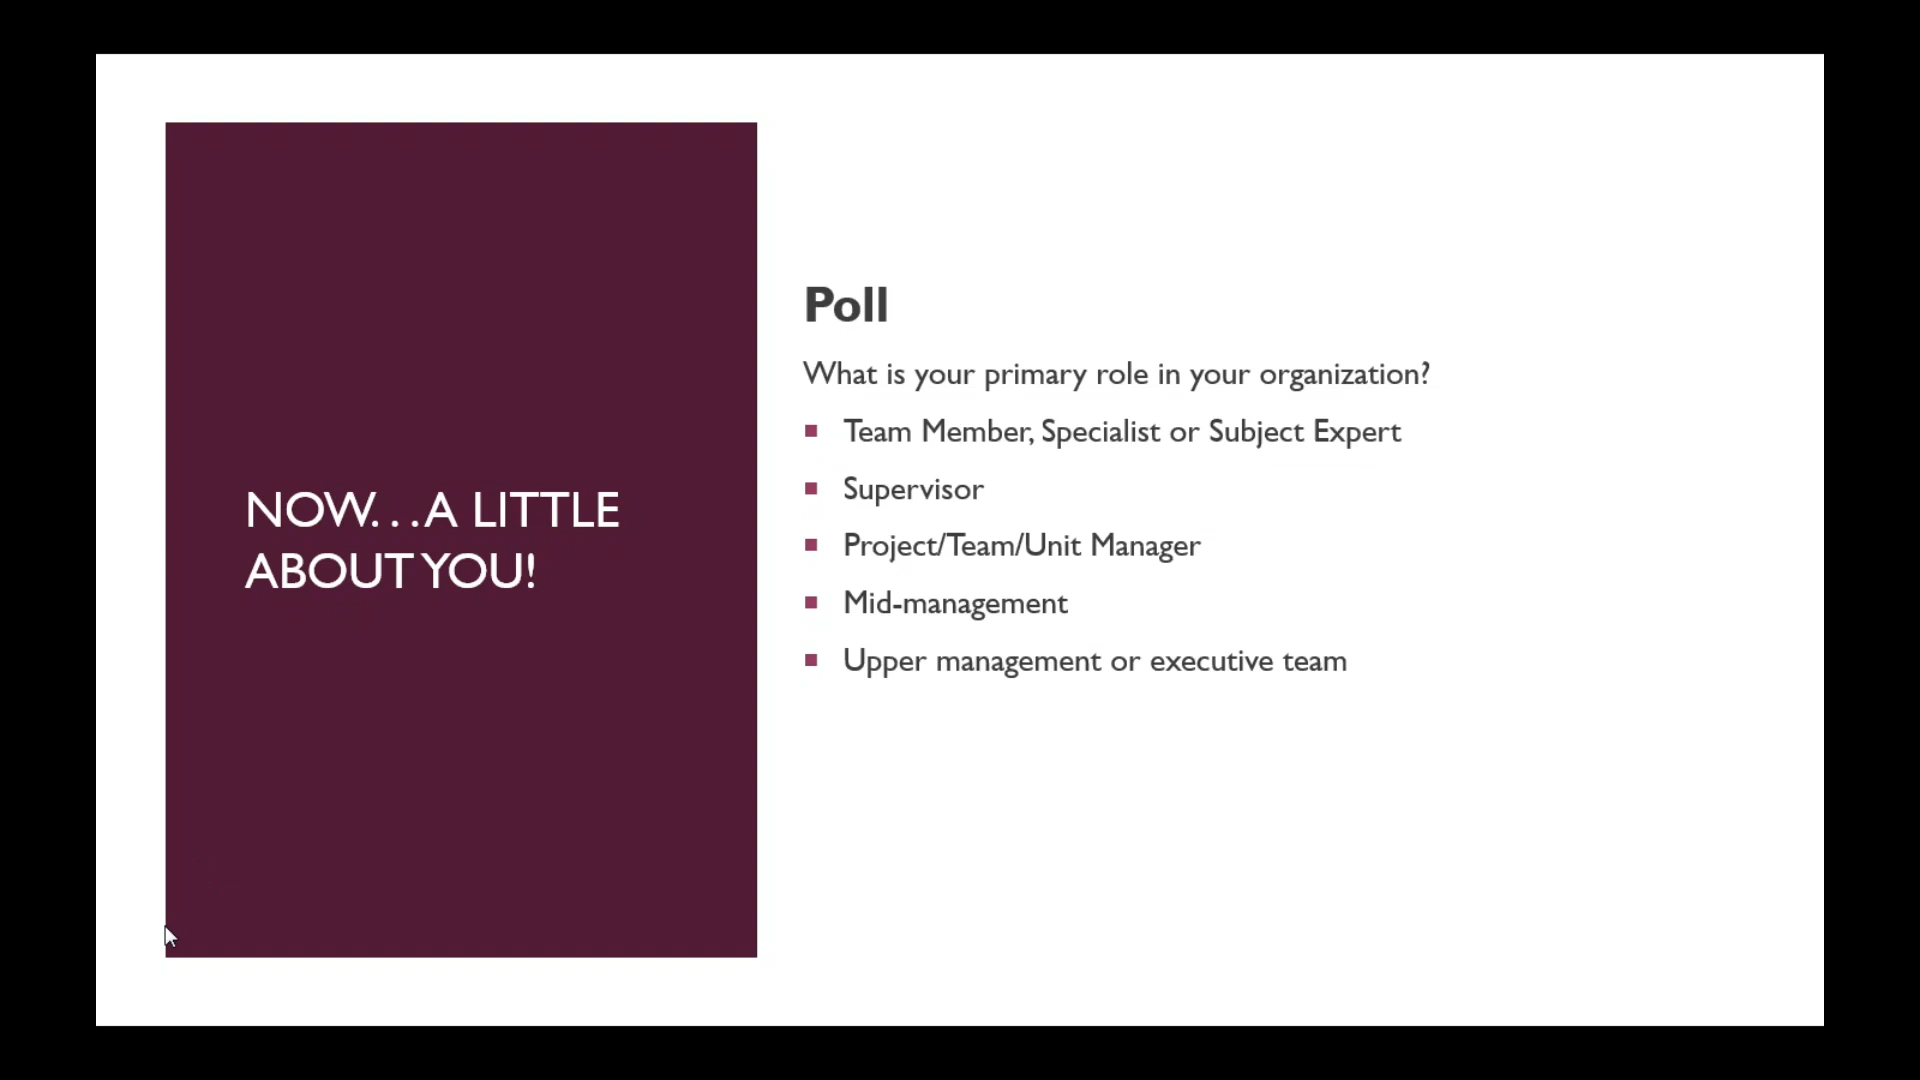 NOW...A LITTLE
ABOUT YOU!
Poll
What is your primary role in your organization?
Team Member, Specialist or Subject Expert
Supervisor
Project/Team/Unit Manager
Mid-management
Upper management or executive team